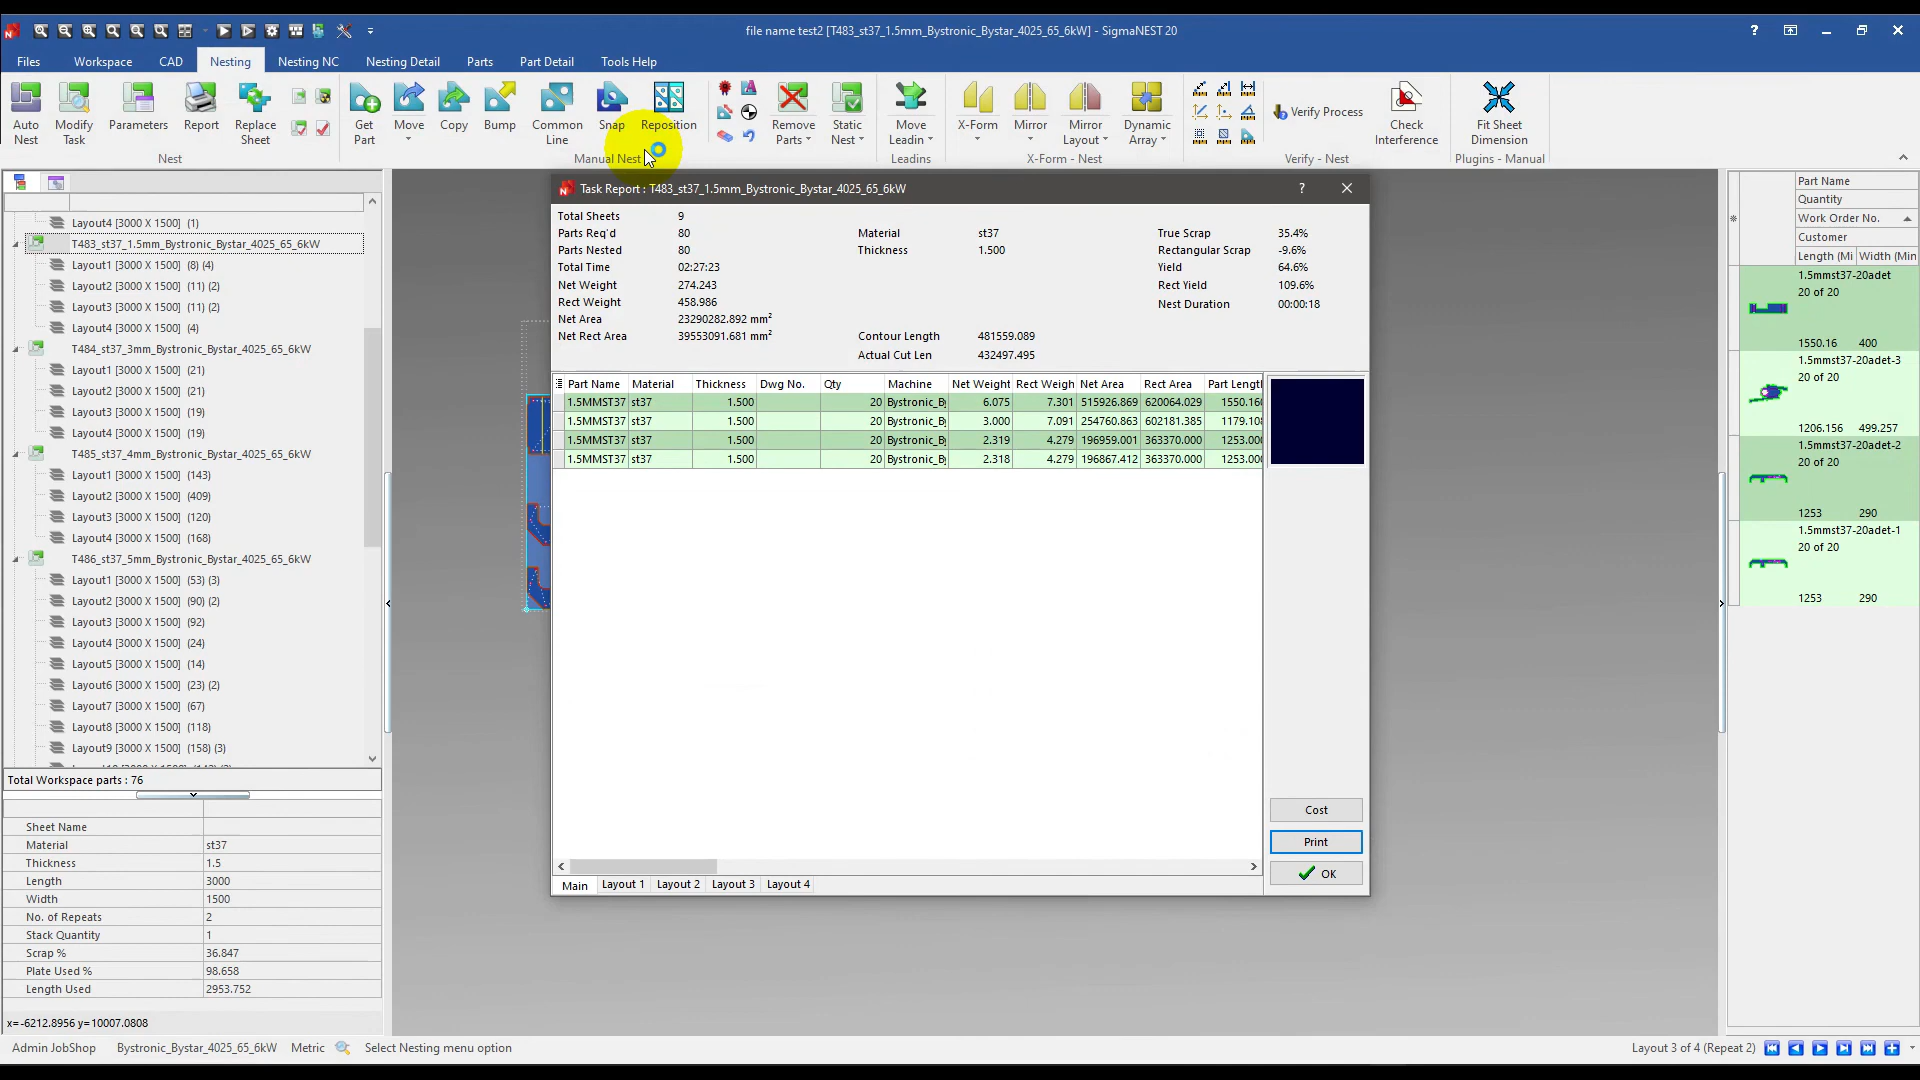 file name test2 [T483_st37_1.5mm_Bystronic_Bystar_4025_65_6kW] - SigmaNEST 20
Files Workspace CAD Nesting Nesting NC Nesting Detail Parts Part Detail Tools Help
Auto Nest Modify Task Parameters Report Replace Sheet Get Part Move Copy Bump Common Line Snap Reposition Remove Parts Static Nest Move Leadin X-Form Mirror Mirror Layout Dynamic Array Verify Process Check Interference Fit Sheet Dimension
Nest Manual Nest Leadins X-Form - Nest Verify - Nest Plugins - Manual
Layout4 [3000 X 1500] (1)
T483_st37_1.5mm_Bystronic_Bystar_4025_65_6kW
Layout1 [3000 X 1500] (8) (4)
Layout2 [3000 X 1500] (11) (2)
Layout3 [3000 X 1500] (11) (2)
Layout4 [3000 X 1500] (4)
T484_st37_3mm_Bystronic_Bystar_4025_65_6kW
Layout1 [3000 X 1500] (21)
Layout2 [3000 X 1500] (21)
Layout3 [3000 X 1500] (19)
Layout4 [3000 X 1500] (19)
T485_st37_4mm_Bystronic_Bystar_4025_65_6kW
Layout1 [3000 X 1500] (143)
Layout2 [3000 X 1500] (409)
Layout3 [3000 X 1500] (120)
Layout4 [3000 X 1500] (168)
T486_st37_5mm_Bystronic_Bystar_4025_65_6kW
Layout1 [3000 X 1500] (53) (3)
Layout2 [3000 X 1500] (90) (2)
Layout3 [3000 X 1500] (92)
Layout4 [3000 X 1500] (24)
Layout5 [3000 X 1500] (14)
Layout6 [3000 X 1500] (23) (2)
Layout7 [3000 X 1500] (67)
Layout8 [3000 X 1500] (118)
Layout9 [3000 X 1500] (158) (3)
Total Workspace parts : 76
Sheet Name
Material st37
Thickness 1.5
Length 3000
Width 1500
No. of Repeats 2
Stack Quantity 1
Scrap % 36.847
Plate Used % 98.658
Length Used 2953.752
x=-6212.8956 y=10007.0808
Task Report : T483_st37_1.5mm_Bystronic_Bystar_4025_65_6kW
Total Sheets 9
Parts Req'd 80 Material st37 True Scrap 35.4%
Parts Nested 80 Thickness 1.500 Rectangular Scrap -9.6%
Total Time 02:27:23 Yield 64.6%
Net Weight 274.243 Rect Yield 109.6%
Rect Weight 458.986 Nest Duration 00:00:18
Net Area 23290282.892 mm²
Net Rect Area 39553091.681 mm² Contour Length 481559.089
Actual Cut Len 432497.495
Part Name Material Thickness Dwg No. Qty Machine Net Weight Rect Weigh Net Area Rect Area Part Lengt
1.5MMST37 st37 1.500 20 Bystronic_By 6.075 7.301 515926.869 620064.029 1550.160
1.5MMST37 st37 1.500 20 Bystronic_By 3.000 7.091 254760.863 602181.385 1179.108
1.5MMST37 st37 1.500 20 Bystronic_By 2.319 4.279 196959.001 363370.000 1253.000
1.5MMST37 st37 1.500 20 Bystronic_By 2.318 4.279 196867.412 363370.000 1253.000
Cost
Print
OK
Main Layout 1 Layout 2 Layout 3 Layout 4
Part Name
Quantity
Work Order No.
Customer
Length (Mi Width (Min
1.5mmst37-20adet
20 of 20
1550.16 400
1.5mmst37-20adet-3
20 of 20
1206.156 499.257
1.5mmst37-20adet-2
20 of 20
1253 290
1.5mmst37-20adet-1
20 of 20
1253 290
Admin JobShop Bystronic_Bystar_4025_65_6kW Metric Select Nesting menu option Layout 3 of 4 (Repeat 2)